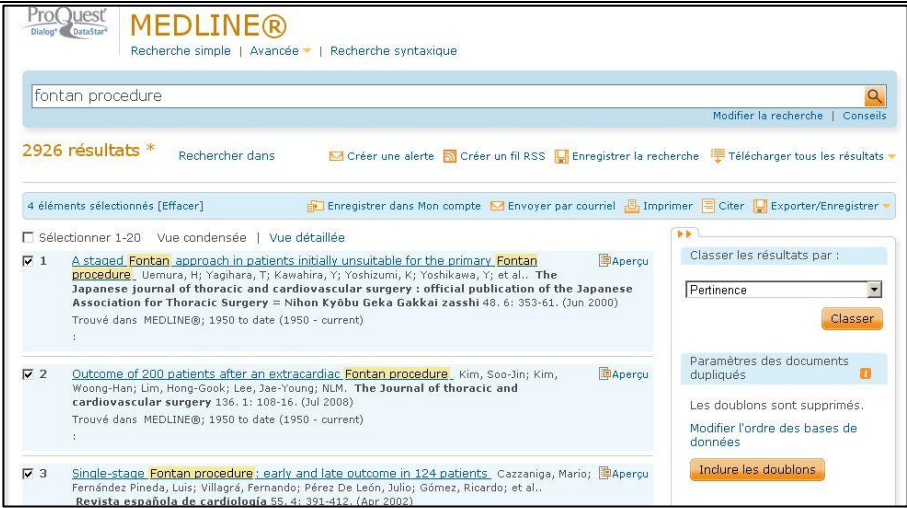 ProQuest
Dialog DataStar
MEDLINE®
Recherche simple | Avancée | Recherche syntaxique
fontan procedure
Modifier la recherche | Conseils
2926 résultats * Rechercher dans Créer une alerte Créer un fil RSS Enregistrer la recherche Télécharger tous les résultats
4 éléments sélectionnés [Effacer] Enregistrer dans Mon compte Envoyer par courriel Imprimer Citer Exporter/Enregistrer
Sélectionner 1-20 Vue condensée | Vue détaillée
1 A staged Fontan approach in patients initially unsuitable for the primary Fontan Aperçu
procedure Uemura, H; Yagihara, T; Kawahira, Y; Yoshizumi, K; Yoshikawa, Y; et al.. The
Japanese journal of thoracic and cardiovascular surgery : official publication of the Japanese
Association for Thoracic Surgery = Nihon Kyōbu Geka Gakkai zasshi 48. 6: 353-61. (Jun 2000)
Trouvé dans MEDLINE®; 1950 to date (1950 - current)
:
2 Outcome of 200 patients after an extracardiac Fontan procedure Kim, Soo-Jin; Kim, Aperçu
Woong-Han; Lim, Hong-Gook; Lee, Jae-Young; NLM. The Journal of thoracic and
cardiovascular surgery 136. 1: 108-16. (Jul 2008)
Trouvé dans MEDLINE®; 1950 to date (1950 - current)
:
3 Single-stage Fontan procedure: early and late outcome in 124 patients Cazzaniga, Mario; Aperçu
Fernández Pineda, Luis; Villagrá, Fernando; Pérez De León, Julio; Gómez, Ricardo; et al..
Revista española de cardiología 55. 4: 391-412. (Apr 2002)
Classer les résultats par :
Pertinence
Classer
Paramètres des documents
dupliqués i
Les doublons sont supprimés.
Modifier l'ordre des bases de
données
Inclure les doublons